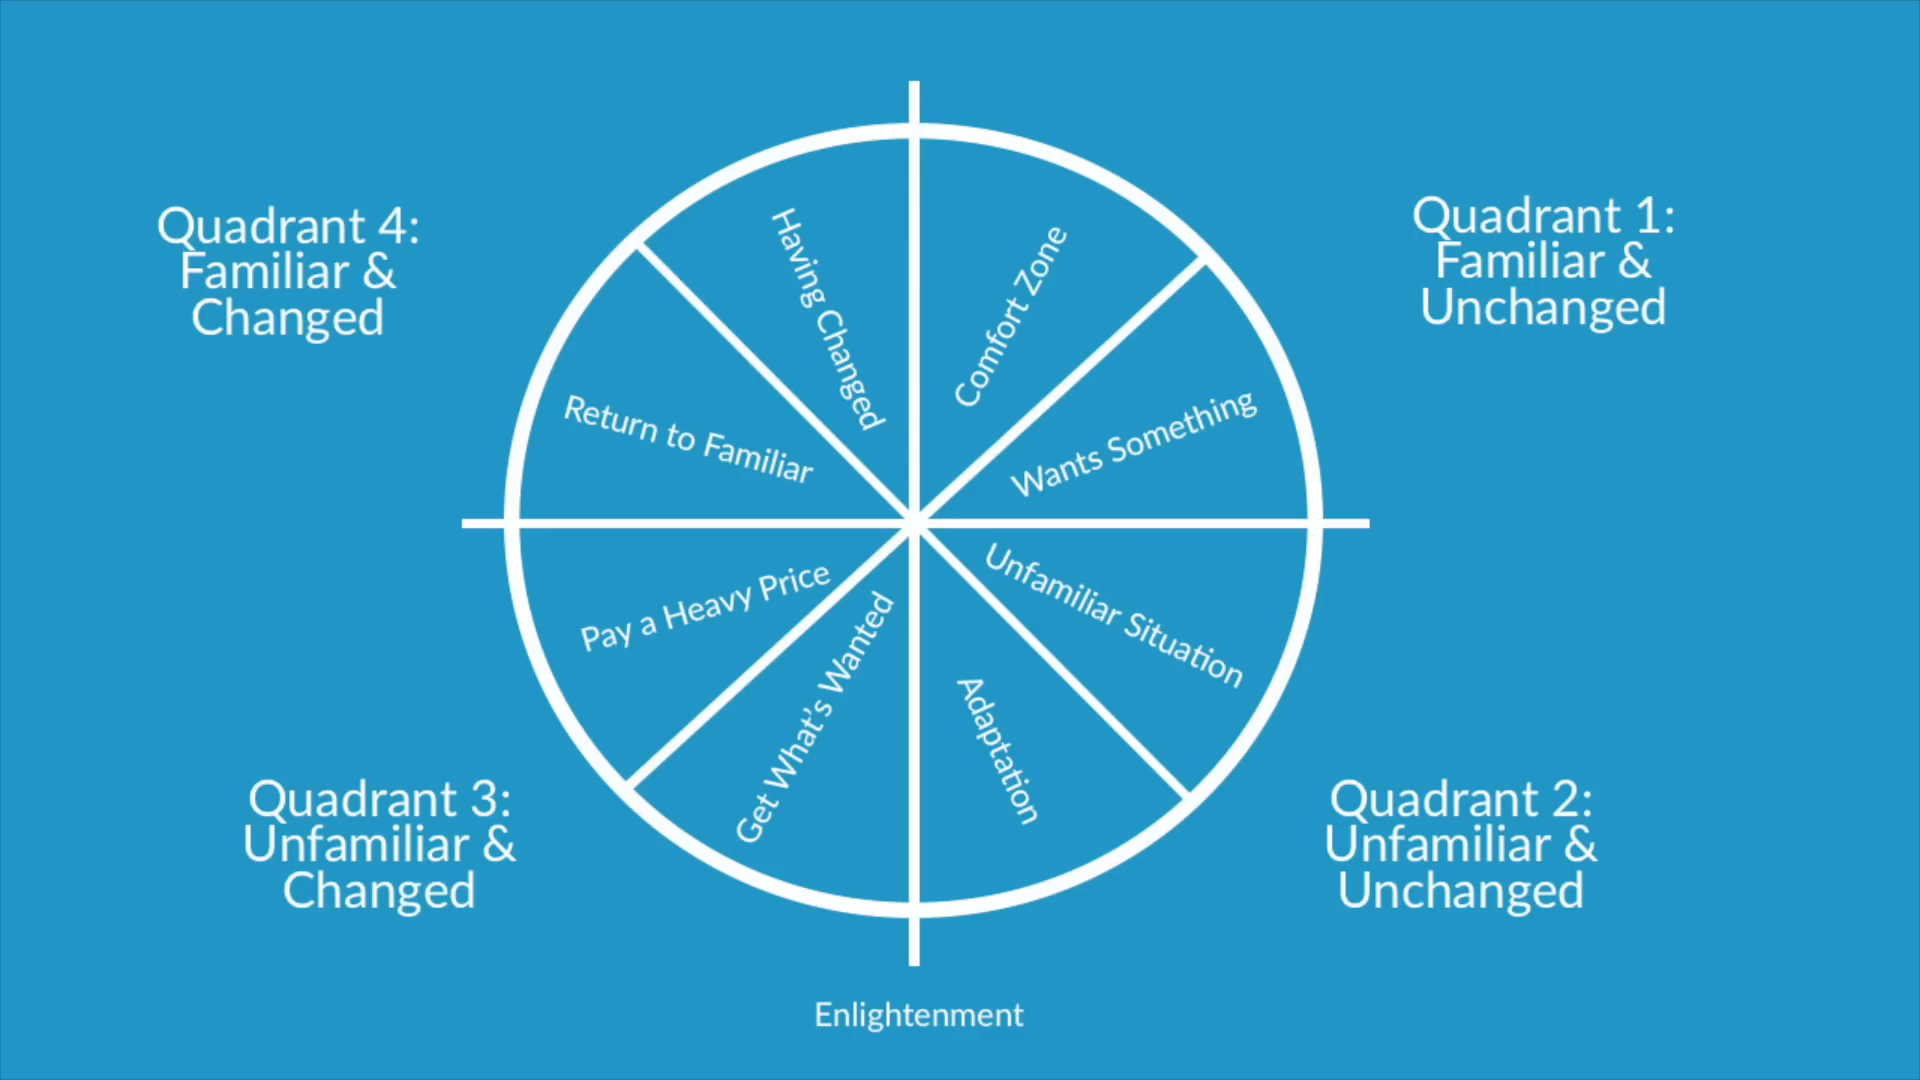 Quadrant 4:
Familiar &
Changed
Quadrant 1:
Familiar &
Unchanged
Having Changed
Comfort Zone
Return to Familiar
Wants Something
Pay a Heavy Price
Unfamiliar Situation
Get What's Wanted
Adaptation
Quadrant 3:
Unfamiliar &
Changed
Quadrant 2:
Unfamiliar &
Unchanged
Enlightenment